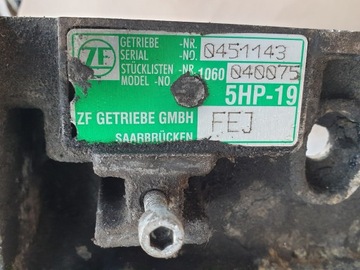 ZF GETRIEBE -NR. 0451143
SERIAL -NO.
STÜCKLISTEN -NR. 1060 040075
MODEL -NO.
5HP-19
ZF GETRIEBE GMBH FEJ
SAARBRÜCKEN